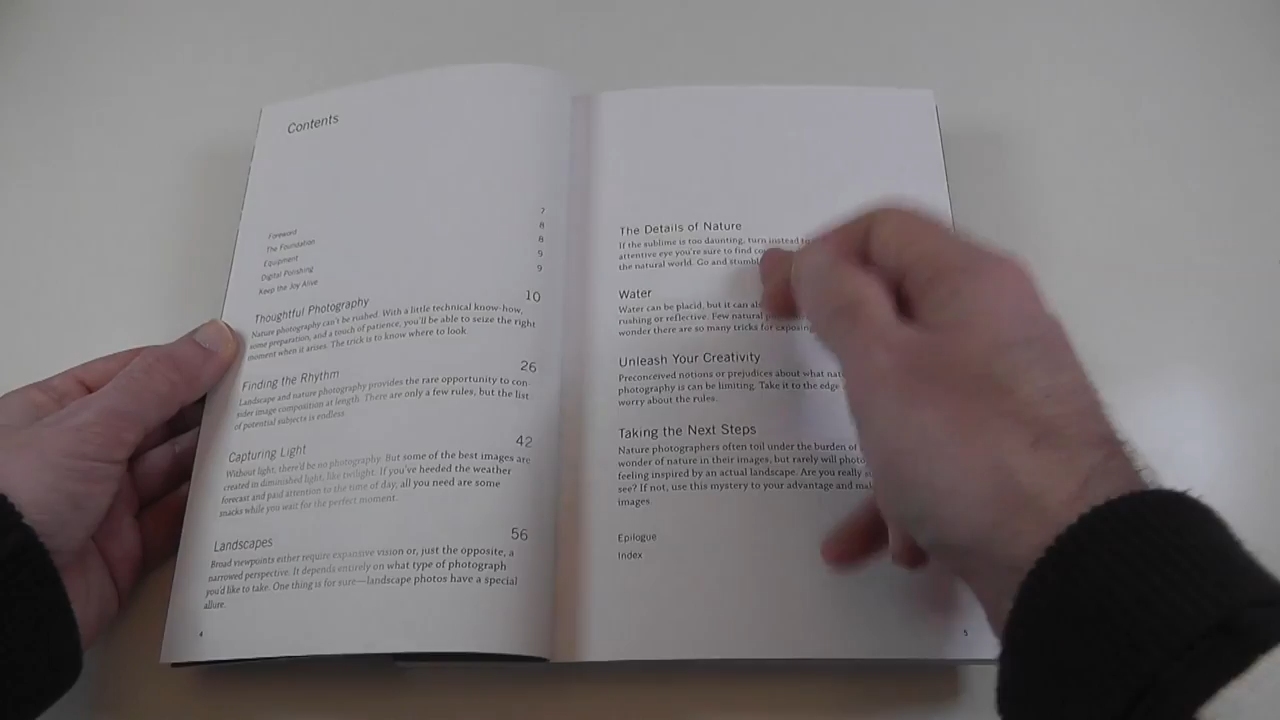 Contents
Foreword 7
The Foundation 8
Equipment 8
Digital Polishing 9
Keep the Joy Alive 9
Thoughtful Photography 10
Nature photography can't be rushed. With a little technical know-how,
some preparation, and a touch of patience, you'll be able to seize the right
moment when it arises. The trick is to know where to look.
Finding the Rhythm 26
Landscape and nature photography provides the rare opportunity to con-
sider image composition at length. There are only a few rules, but the list
of potential subjects is endless.
Capturing Light 42
Without light, there'd be no photography. But some of the best images are
created in diminished light, like twilight. If you've heeded the weather
forecast and paid attention to the time of day, all you need are some
snacks while you wait for the perfect moment.
Landscapes 56
Broad viewpoints either require expansive vision or, just the opposite, a
narrowed perspective. It depends entirely on what type of photograph
you'd like to take. One thing is for sure—landscape photos have a special
allure.
4
The Details of Nature
If the sublime is too daunting, turn instead to
attentive eye you're sure to find
the natural world. Go and
Water
Water can be placid, but it can
rushing or reflective. Few natural
wonder there are so many tricks for exposing
Unleash Your Creativity
Preconceived notions or prejudices about what
photography is can be limiting. Take it to the edge
worry about the rules.
Taking the Next Steps
Nature photographers often toil under the burden of
wonder of nature in their images, but rarely will
feeling inspired by an actual landscape. Are you really
see? If not, use this mystery to your advantage and
images
Epilogue
Index
5